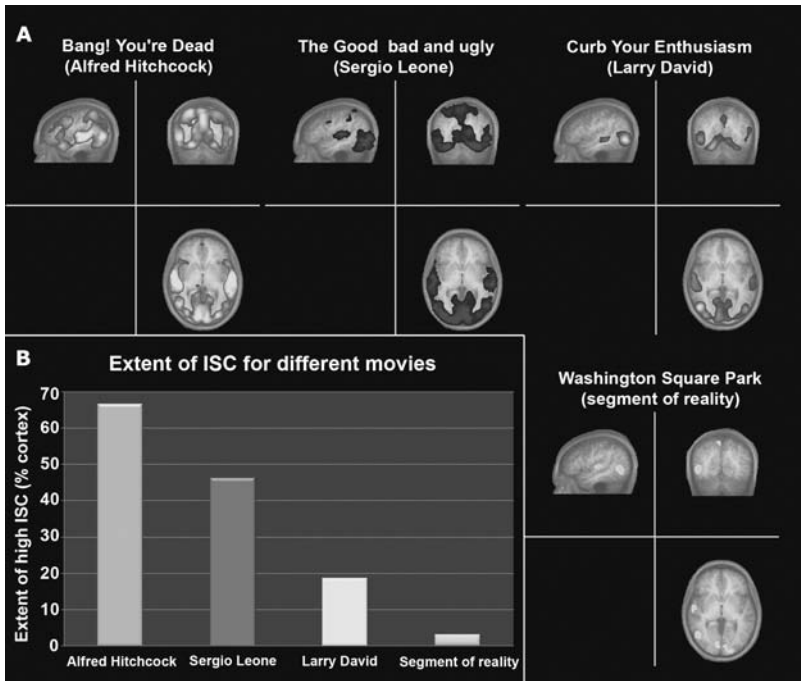 A
Bang! You're Dead
(Alfred Hitchcock)
The Good bad and ugly
(Sergio Leone)
Curb Your Enthusiasm
(Larry David)
B
Extent of ISC for different movies
Extent of high ISC (% cortex)
70
60
50
40
30
20
10
0
Alfred Hitchcock
Sergio Leone
Larry David
Segment of reality
Washington Square Park
(segment of reality)